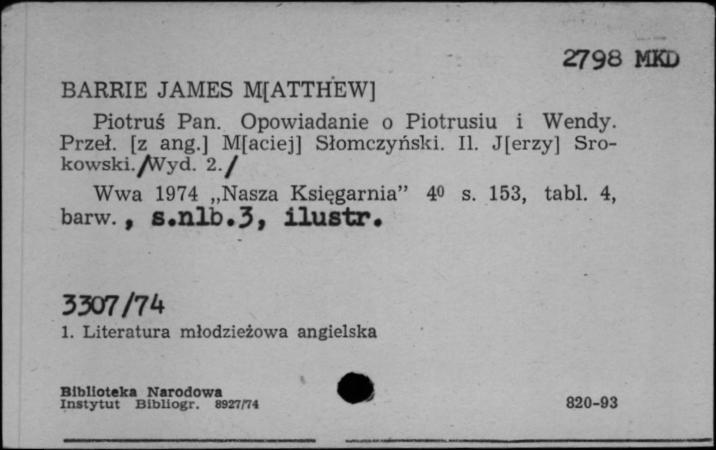 2798 MKD
BARRIE JAMES M[ATTHEW]
Piotruś Pan. Opowiadanie o Piotrusiu i Wendy.
Przeł. [z ang.] M[aciej] Słomczyński. Il. J[erzy] Sro-
kowski./Wyd. 2./
Wwa 1974 „Nasza Księgarnia” 4⁰ s. 153, tabl. 4,
barw., s.nlb.3, ilustr.
3307/74
1. Literatura młodzieżowa angielska
Biblioteka Narodowa
Instytut Bibliogr. 8927/74
820-93